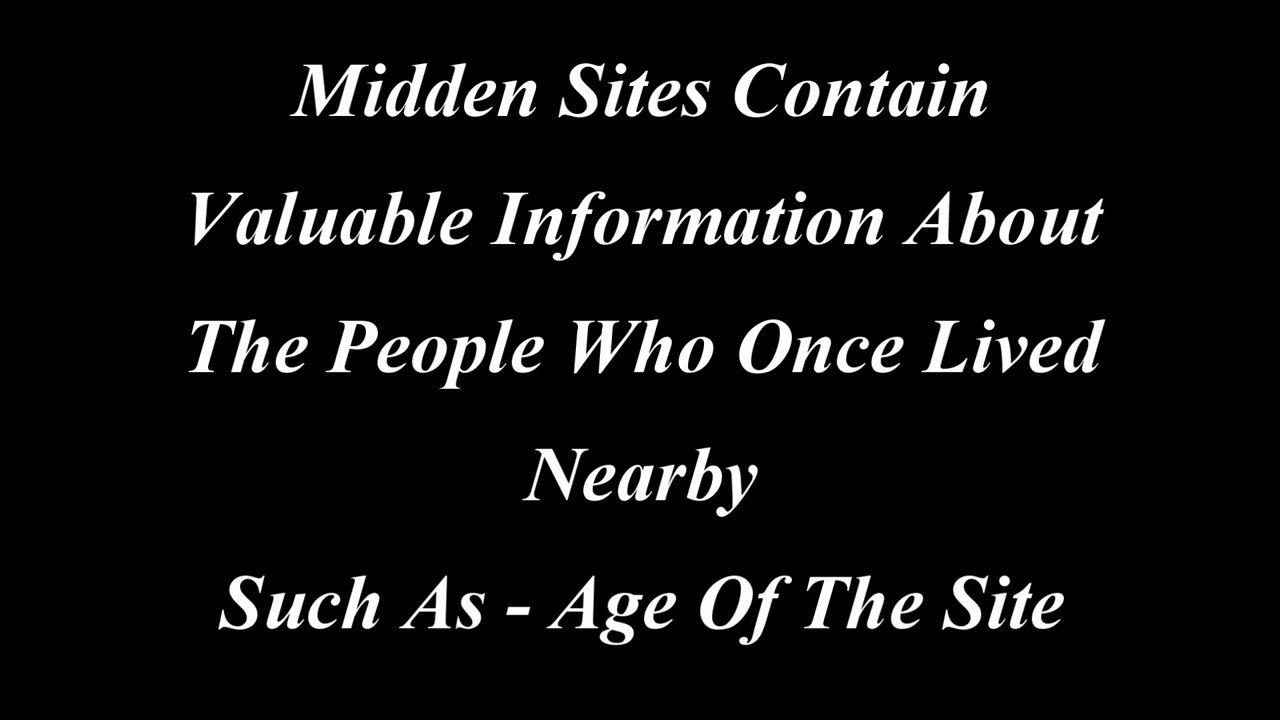 Midden Sites Contain
Valuable Information About
The People Who Once Lived
Nearby
Such As - Age Of The Site